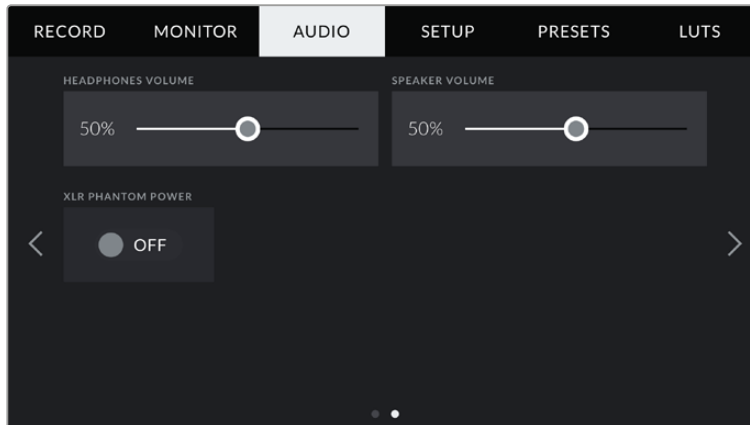 RECORD MONITOR AUDIO SETUP PRESETS LUTS
HEADPHONES VOLUME SPEAKER VOLUME
50% 50%
XLR PHANTOM POWER
OFF